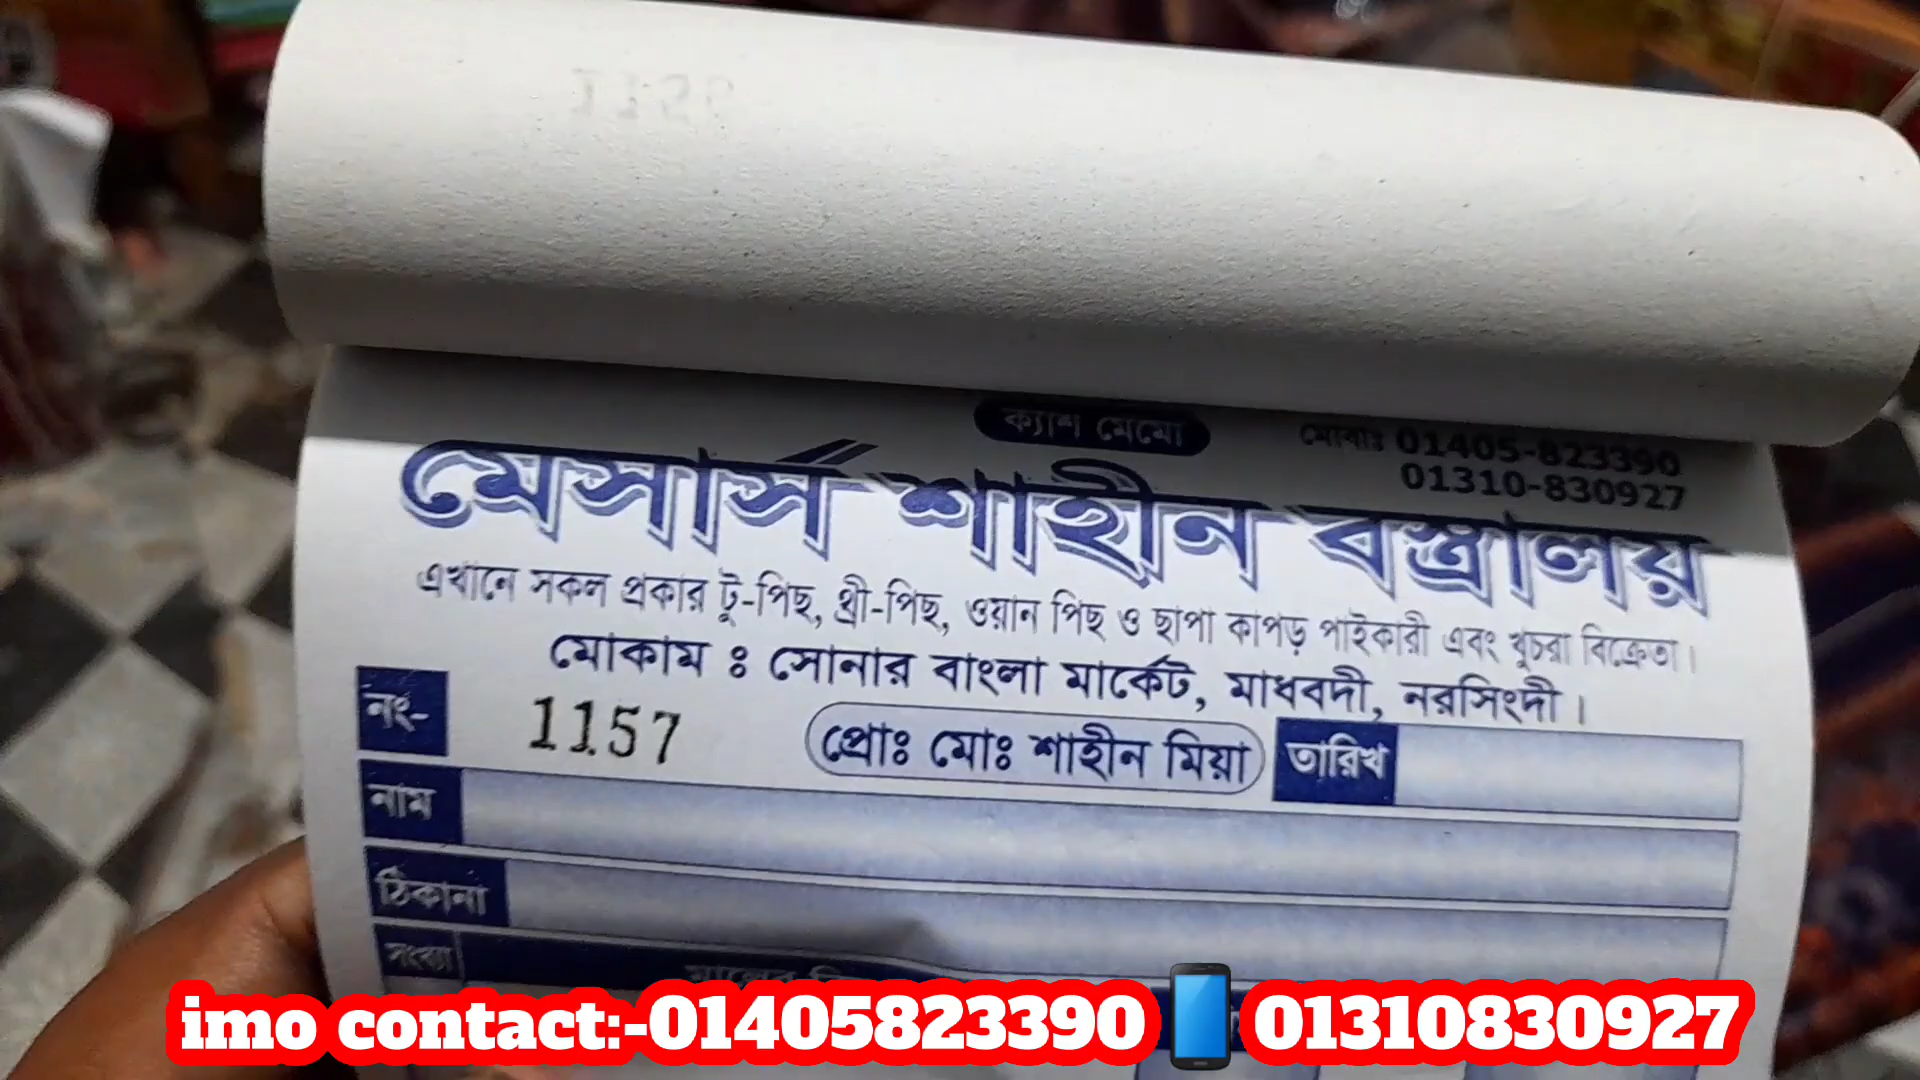 1156
ক্যাশ মেমো
মোবাঃ 01405-823390
01310-830927
মেসার্স শাহীন বস্ত্রালয়
এখানে সকল প্রকার টু-পিছ, থ্রী-পিছ, ওয়ান পিছ ও ছাপা কাপড় পাইকারী এবং খুচরা বিক্রেতা।
মোকাম ঃ সোনার বাংলা মার্কেট, মাধবদী, নরসিংদী।
নং- 1157 প্রোঃ মোঃ শাহীন মিয়া তারিখ
নাম
ঠিকানা
সংখ্যা মালের
imo contact:-01405823390 01310830927